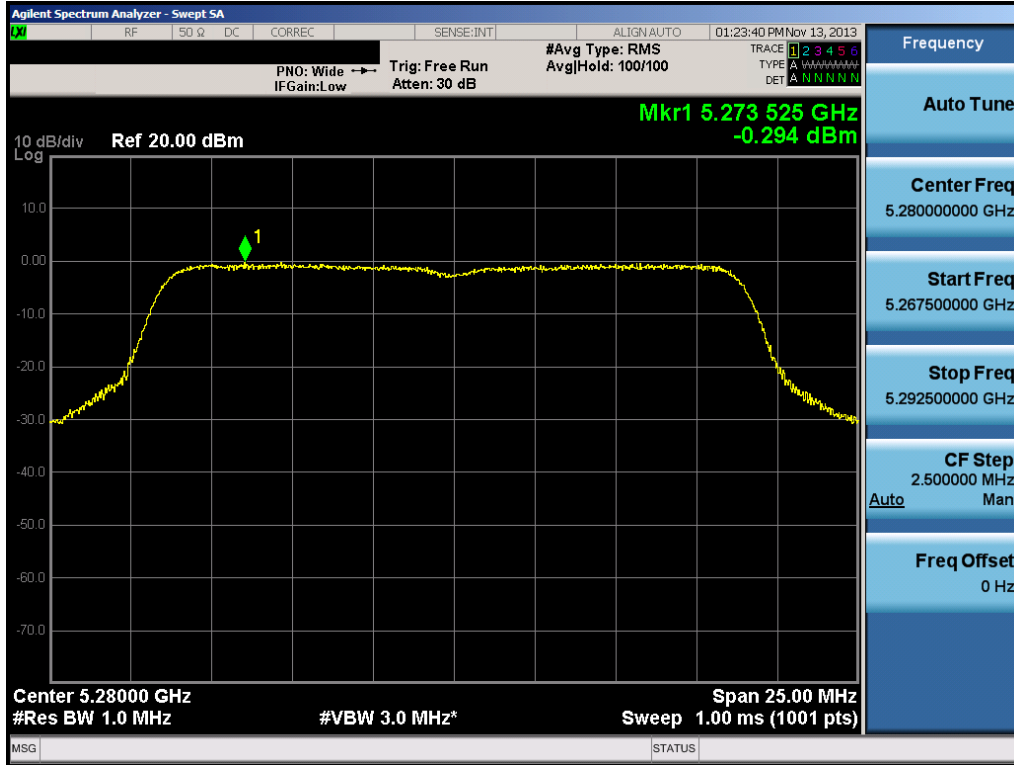 Agilent Spectrum Analyzer - Swept SA
LXI RF 50 Ω DC CORREC SENSE:INT ALIGN AUTO 01:23:40 PM Nov 13, 2013
PNO: Wide
IFGain:Low
Trig: Free Run
Atten: 30 dB
#Avg Type: RMS
Avg|Hold: 100/100
TRACE 1 2 3 4 5 6
TYPE A
DET A N N N N N
Mkr1 5.273 525 GHz
-0.294 dBm
10 dB/div Ref 20.00 dBm
Log
10.0
1
0.00
-10.0
-20.0
-30.0
-40.0
-50.0
-60.0
-70.0
Center 5.28000 GHz Span 25.00 MHz
#Res BW 1.0 MHz #VBW 3.0 MHz* Sweep 1.00 ms (1001 pts)
MSG STATUS
Frequency
Auto Tune
Center Freq
5.280000000 GHz
Start Freq
5.267500000 GHz
Stop Freq
5.292500000 GHz
CF Step
2.500000 MHz
Auto Man
Freq Offset
0 Hz